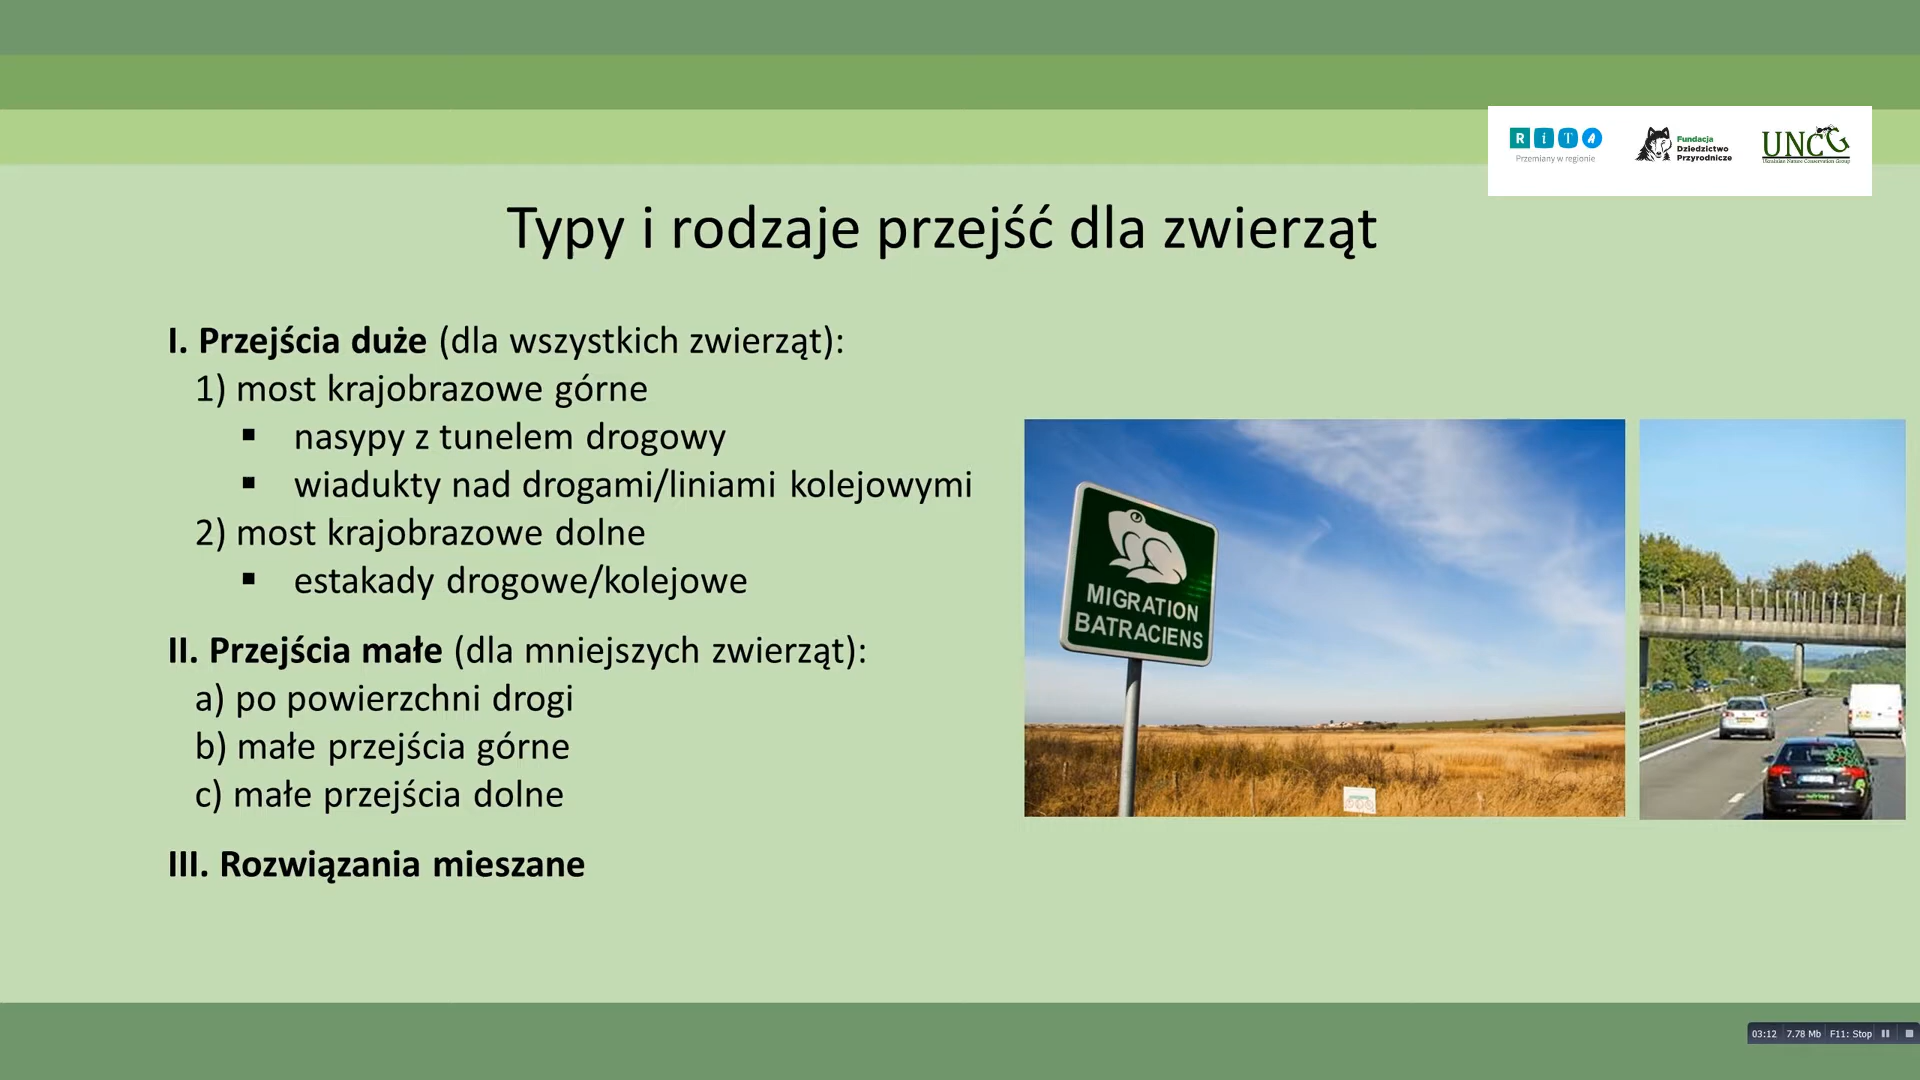 R i T A
Przemiany w regionie
Fundacja
Dziedzictwo
Przyrodnicze
UNCG
Ukrainian Nature Conservation Group
Typy i rodzaje przejść dla zwierząt
I. Przejścia duże (dla wszystkich zwierząt):
1) most krajobrazowe górne
▪ nasypy z tunelem drogowy
▪ wiadukty nad drogami/liniami kolejowymi
2) most krajobrazowe dolne
▪ estakady drogowe/kolejowe
II. Przejścia małe (dla mniejszych zwierząt):
a) po powierzchni drogi
b) małe przejścia górne
c) małe przejścia dolne
III. Rozwiązania mieszane
MIGRATION
BATRACIENS
03:12 7.78 Mb F11: Stop